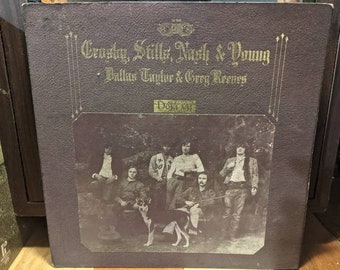 Crosby, Stills, Nash & Young
Dallas Taylor & Greg Reeves
Déjà vu